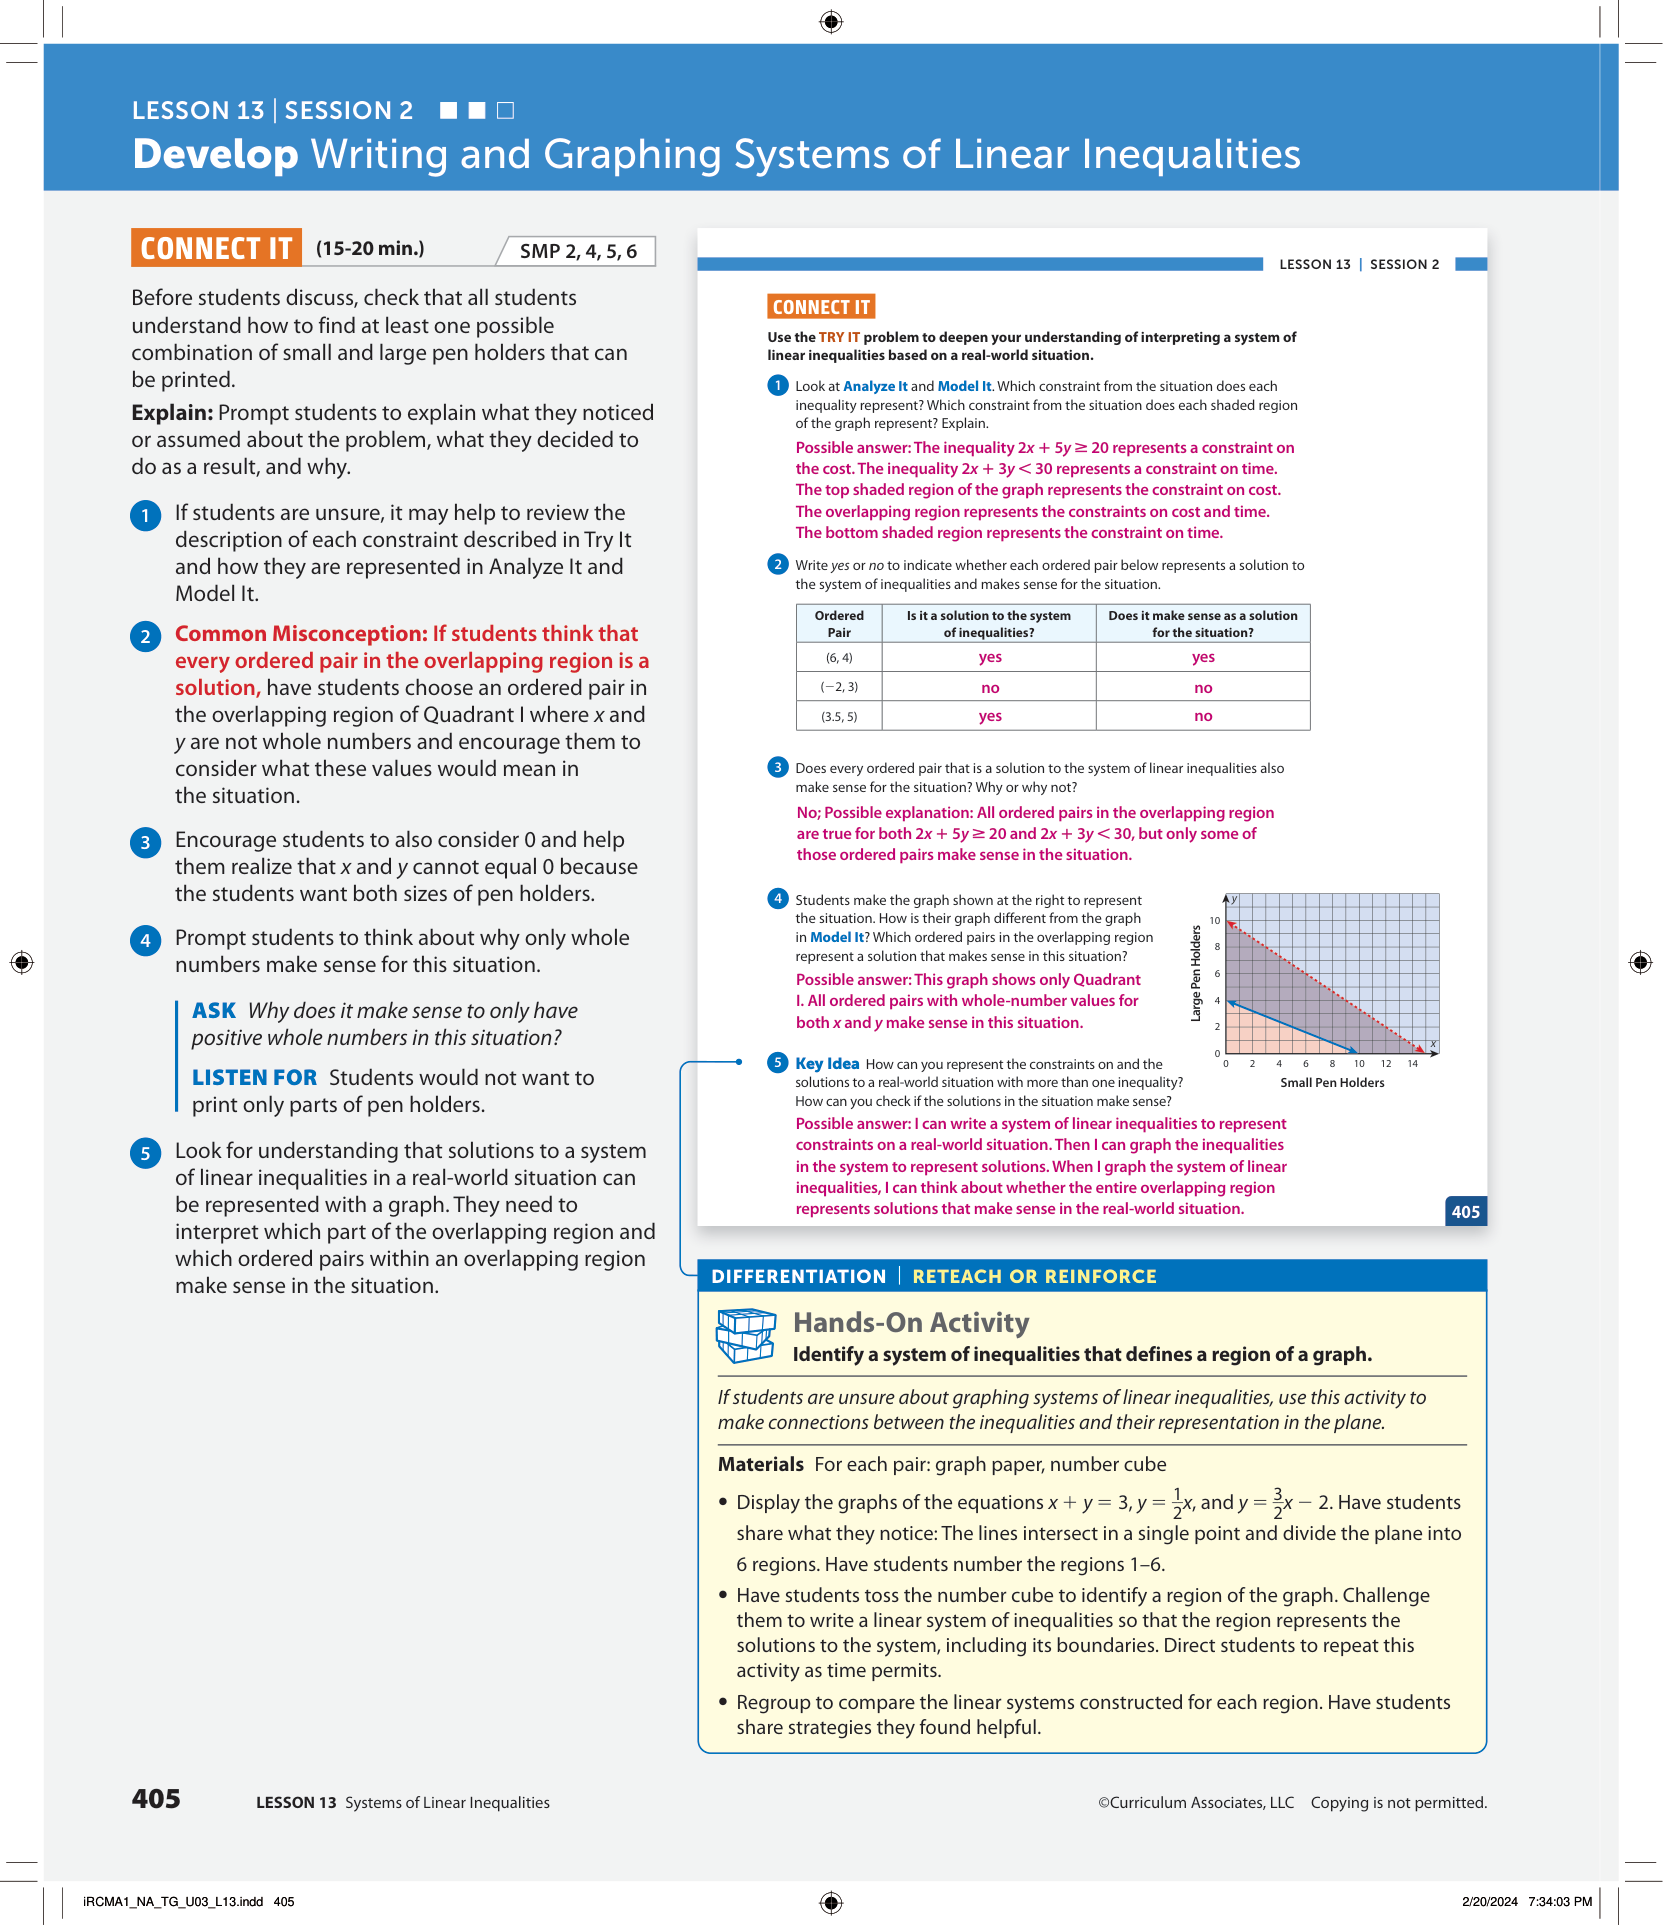 LESSON 13 | SESSION 2
Develop Writing and Graphing Systems of Linear Inequalities
CONNECT IT (15-20 min.) SMP 2, 4, 5, 6
Before students discuss, check that all students
understand how to find at least one possible
combination of small and large pen holders that can
be printed.
Explain: Prompt students to explain what they noticed
or assumed about the problem, what they decided to
do as a result, and why.
1 If students are unsure, it may help to review the
description of each constraint described in Try It
and how they are represented in Analyze It and
Model It.
2 Common Misconception: If students think that
every ordered pair in the overlapping region is a
solution, have students choose an ordered pair in
the overlapping region of Quadrant I where x and
y are not whole numbers and encourage them to
consider what these values would mean in
the situation.
3 Encourage students to also consider 0 and help
them realize that x and y cannot equal 0 because
the students want both sizes of pen holders.
4 Prompt students to think about why only whole
numbers make sense for this situation.
ASK Why does it make sense to only have
positive whole numbers in this situation?
LISTEN FOR Students would not want to
print only parts of pen holders.
5 Look for understanding that solutions to a system
of linear inequalities in a real-world situation can
be represented with a graph. They need to
interpret which part of the overlapping region and
which ordered pairs within an overlapping region
make sense in the situation.
LESSON 13 | SESSION 2
CONNECT IT
Use the TRY IT problem to deepen your understanding of interpreting a system of
linear inequalities based on a real-world situation.
1 Look at Analyze It and Model It. Which constraint from the situation does each
inequality represent? Which constraint from the situation does each shaded region
of the graph represent? Explain.
Possible answer: The inequality 2x + 5y ≥ 20 represents a constraint on
the cost. The inequality 2x + 3y < 30 represents a constraint on time.
The top shaded region of the graph represents the constraint on cost.
The overlapping region represents the constraints on cost and time.
The bottom shaded region represents the constraint on time.
2 Write yes or no to indicate whether each ordered pair below represents a solution to
the system of inequalities and makes sense for the situation.
Ordered Is it a solution to the system Does it make sense as a solution
Pair of inequalities? for the situation?
(6, 4) yes yes
(−2, 3) no no
(3.5, 5) yes no
3 Does every ordered pair that is a solution to the system of linear inequalities also
make sense for the situation? Why or why not?
No; Possible explanation: All ordered pairs in the overlapping region
are true for both 2x + 5y ≥ 20 and 2x + 3y < 30, but only some of
those ordered pairs make sense in the situation.
4 Students make the graph shown at the right to represent
the situation. How is their graph different from the graph
in Model It? Which ordered pairs in the overlapping region
represent a solution that makes sense in this situation?
Possible answer: This graph shows only Quadrant
I. All ordered pairs with whole-number values for
both x and y make sense in this situation.
y
10
8
6
4
2
0
Large Pen Holders
x
0 2 4 6 8 10 12 14
Small Pen Holders
5 Key Idea How can you represent the constraints on and the
solutions to a real-world situation with more than one inequality?
How can you check if the solutions in the situation make sense?
Possible answer: I can write a system of linear inequalities to represent
constraints on a real-world situation. Then I can graph the inequalities
in the system to represent solutions. When I graph the system of linear
inequalities, I can think about whether the entire overlapping region
represents solutions that make sense in the real-world situation.
405
DIFFERENTIATION | RETEACH OR REINFORCE
Hands-On Activity
Identify a system of inequalities that defines a region of a graph.
If students are unsure about graphing systems of linear inequalities, use this activity to
make connections between the inequalities and their representation in the plane.
Materials For each pair: graph paper, number cube
• Display the graphs of the equations x + y = 3, y = 1/2x, and y = 3/2x − 2. Have students
share what they notice: The lines intersect in a single point and divide the plane into
6 regions. Have students number the regions 1–6.
• Have students toss the number cube to identify a region of the graph. Challenge
them to write a linear system of inequalities so that the region represents the
solutions to the system, including its boundaries. Direct students to repeat this
activity as time permits.
• Regroup to compare the linear systems constructed for each region. Have students
share strategies they found helpful.
405 LESSON 13 Systems of Linear Inequalities ©Curriculum Associates, LLC Copying is not permitted.
iRCMA1_NA_TG_U03_L13.indd 405 2/20/2024 7:34:03 PM